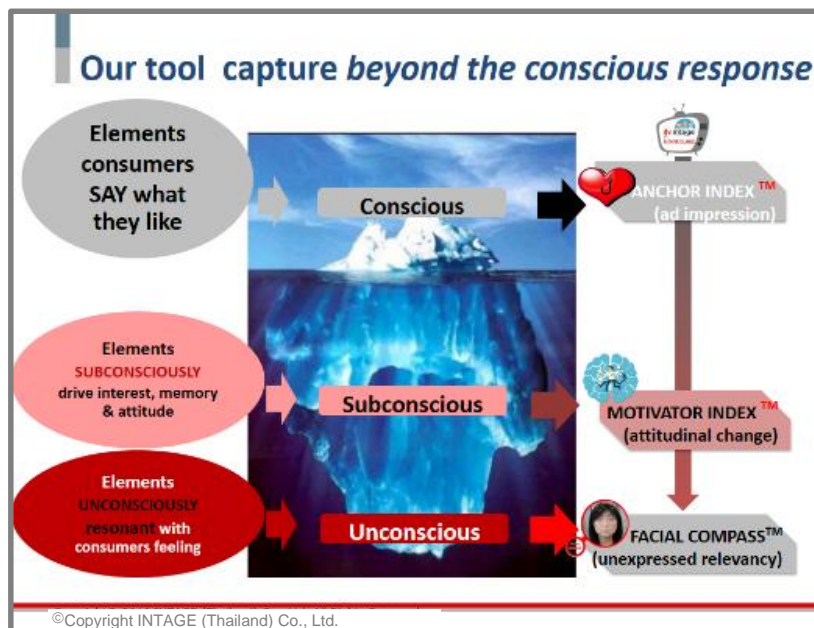 Our tool capture beyond the conscious response
Elements
consumers
SAY what
they like
Conscious
intage
ANCHOR INDEX™
(ad impression)
Elements
SUBCONSCIOUSLY
drive interest, memory
& attitude
Subconscious
MOTIVATOR INDEX™
(attitudinal change)
Elements
UNCONSCIOUSLY
resonant with
consumers feeling
Unconscious
FACIAL COMPASS™
(unexpressed relevancy)
©Copyright INTAGE (Thailand) Co., Ltd.